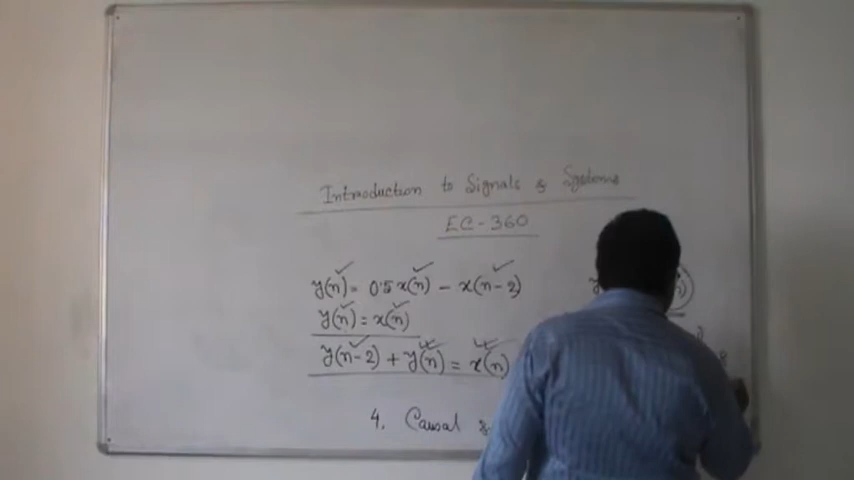 Introduction to Signals & Systems
EC-360
y(n) = 0.5 x(n) - x(n-2)
y(n) = x(n)
y(n-2) + y(n) = x(n)
4. Causal &